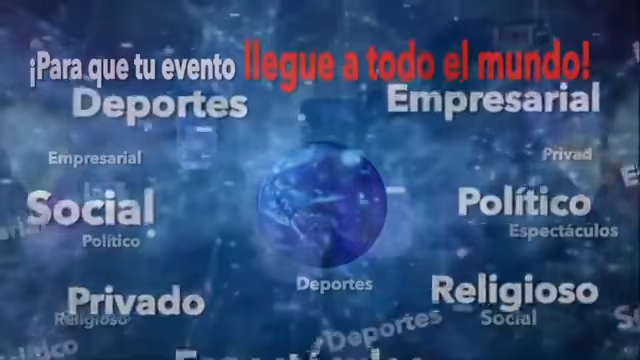 ¡Para que tu evento llegue a todo el mundo!
Deportes
Empresarial
Empresarial
Privad
Social
Político
Político
Espectáculos
Deportes
Privado
Religioso
Religioso
Social
Deportes